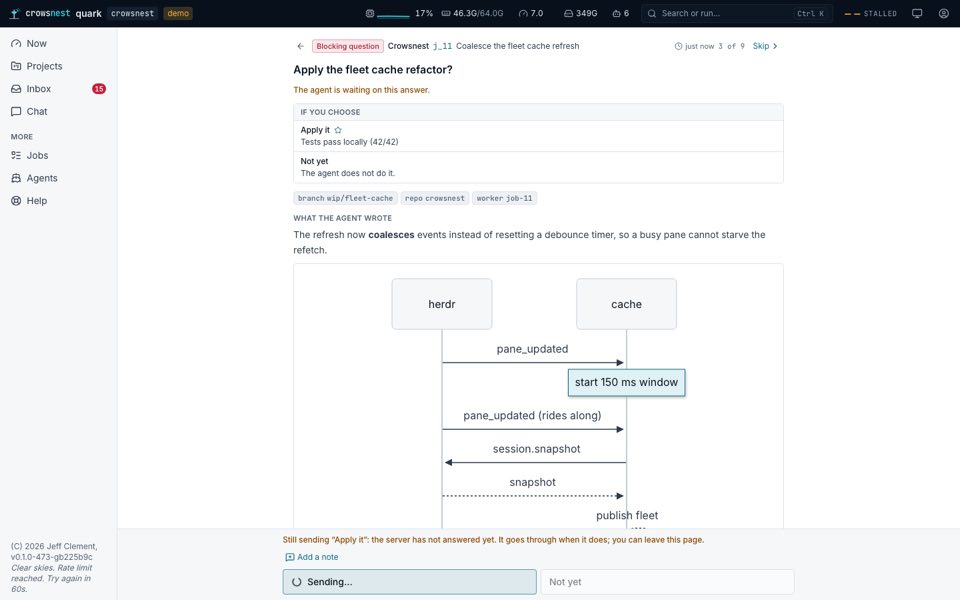 crowsnest quark crowsnest demo 17% 46.3G/64.0G 7.0 349G 6 Search or run... Ctrl K STALLED
Now
Projects
Inbox 15
Chat
MORE
Jobs
Agents
Help
(C) 2026 Jeff Clement,
v0.1.0-473-gb225b9c
Clear skies. Rate limit
reached. Try again in
60s.
Blocking question Crowsnest j_11 Coalesce the fleet cache refresh just now 3 of 9 Skip
Apply the fleet cache refactor?
The agent is waiting on this answer.
IF YOU CHOOSE
Apply it
Tests pass locally (42/42)
Not yet
The agent does not do it.
branch wip/fleet-cache repo crowsnest worker job-11
WHAT THE AGENT WROTE
The refresh now coalesces events instead of resetting a debounce timer, so a busy pane cannot starve the
refetch.
herdr cache
pane_updated
start 150 ms window
pane_updated (rides along)
session.snapshot
snapshot
publish fleet
Still sending "Apply it": the server has not answered yet. It goes through when it does; you can leave this page.
Add a note
Sending... Not yet